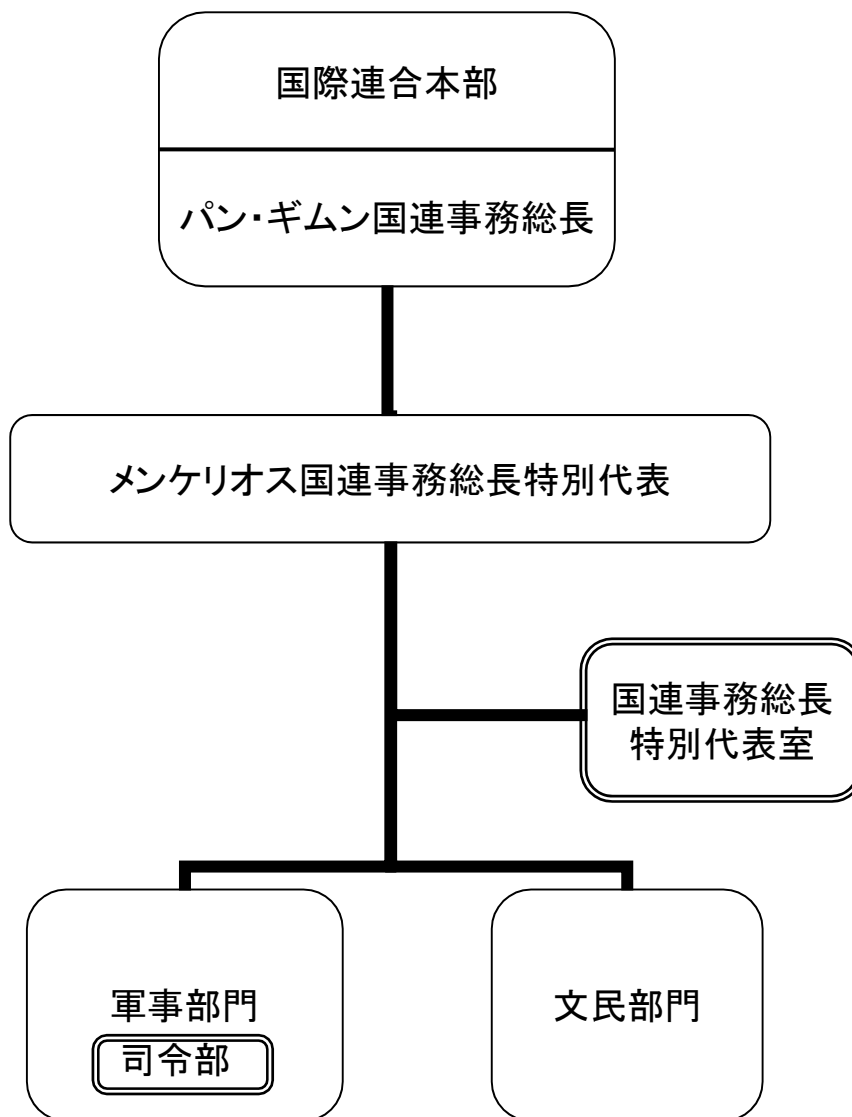 国際連合本部
パン・ギムン国連事務総長
メンケリオス国連事務総長特別代表
国連事務総長
特別代表室
軍事部門
司令部
文民部門